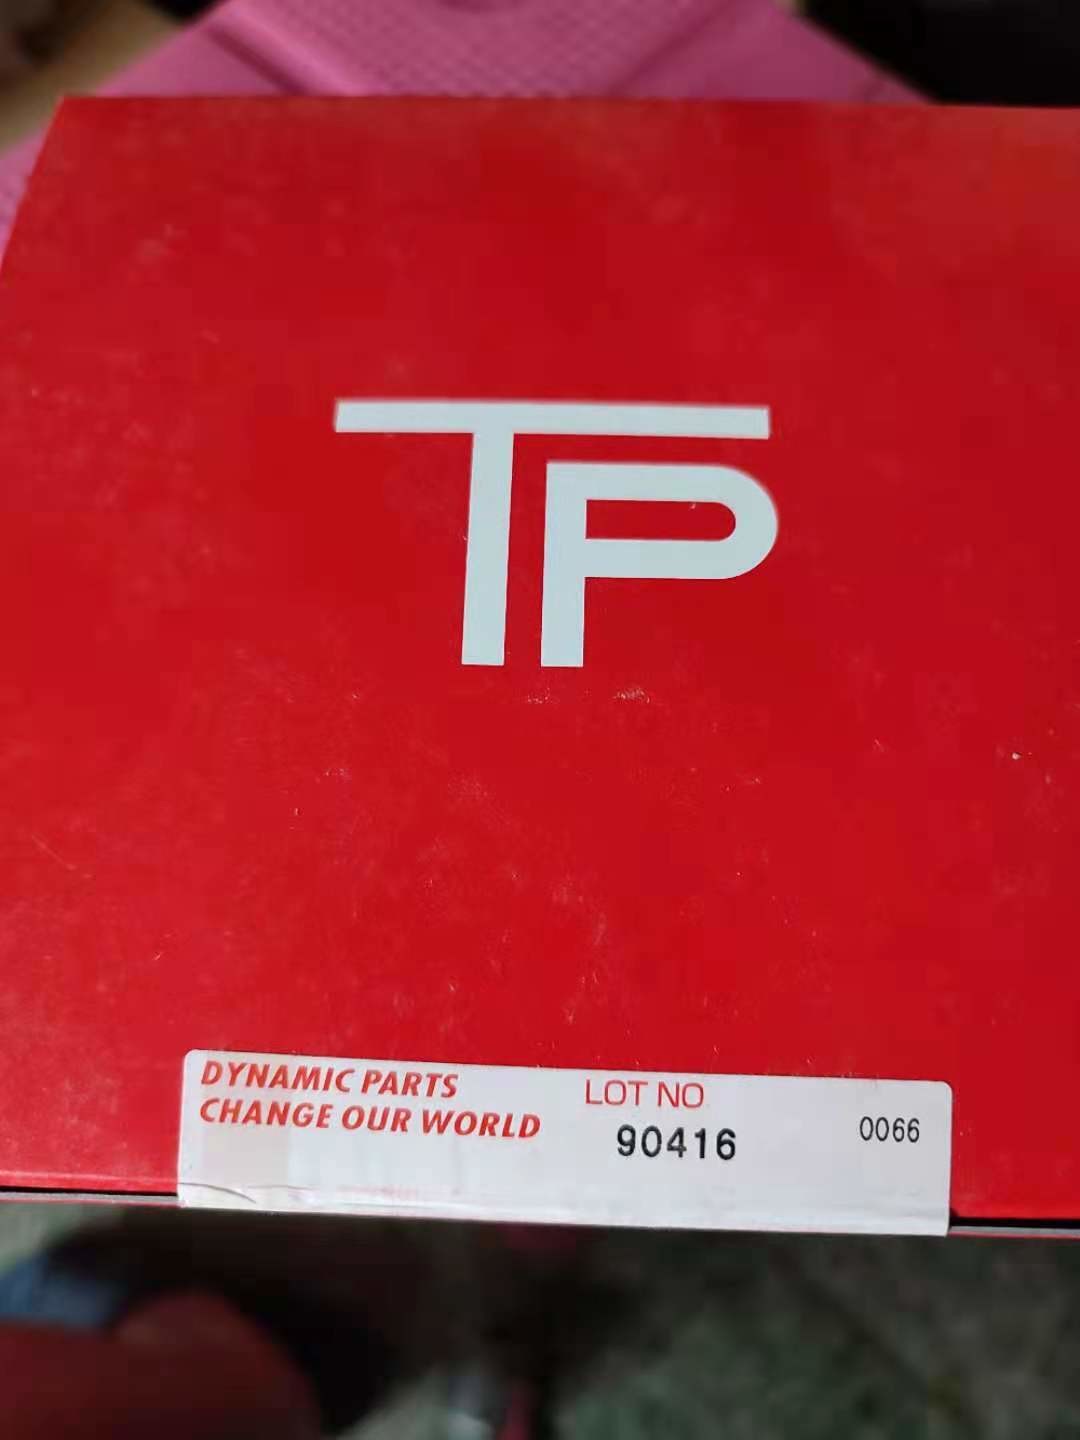 TP
DYNAMIC PARTS
CHANGE OUR WORLD
LOT NO
90416
0066